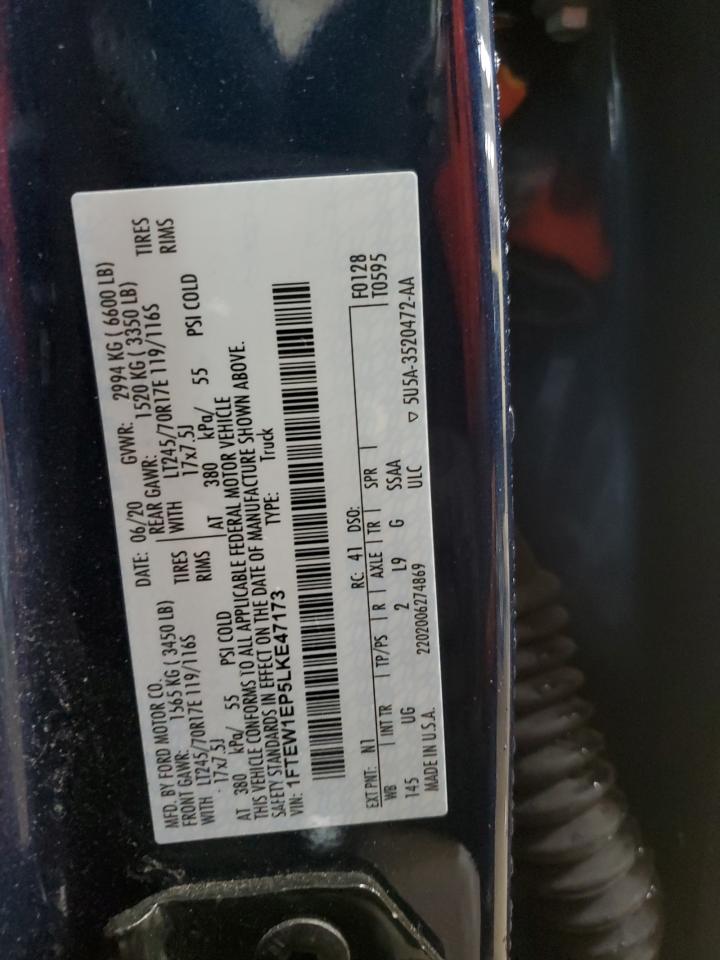 MFD. BY FORD MOTOR CO. DATE: 06/20 GVWR: 2994 KG ( 6600 LB)
FRONT GAWR: 1565 KG ( 3450 LB) REAR GAWR: 1520 KG ( 3350 LB)
WITH LT245/70R17E 119/116S TIRES WITH LT245/70R17E 119/116S TIRES
17x7.5J RIMS 17x7.5J RIMS
AT 380 kPa/ 55 PSI COLD AT 380 kPa/ 55 PSI COLD
THIS VEHICLE CONFORMS TO ALL APPLICABLE FEDERAL MOTOR VEHICLE
SAFETY STANDARDS IN EFFECT ON THE DATE OF MANUFACTURE SHOWN ABOVE.
VIN: 1FTEW1EP5LKE47173 TYPE: Truck
F0128
T0595
EXT PNT: N1 RC: 41 DSO:
WB INT TR TP/PS R AXLE TR SPR
145 UG 2 L9 G SSAA
ULC
MADE IN U.S.A. 2202006274869 ▽ 5U5A-3520472-AA